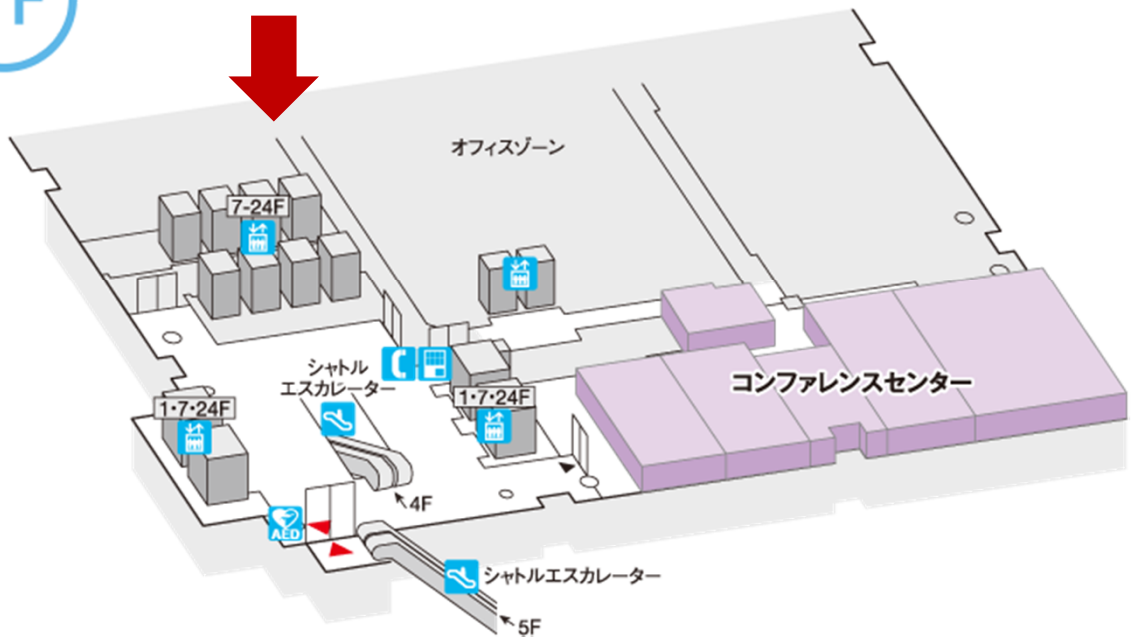 F
オフィスゾーン
7-24F
シャトル
エスカレーター
コンファレンスセンター
1・7・24F
1・7・24F
4F
AED
シャトルエスカレーター
5F